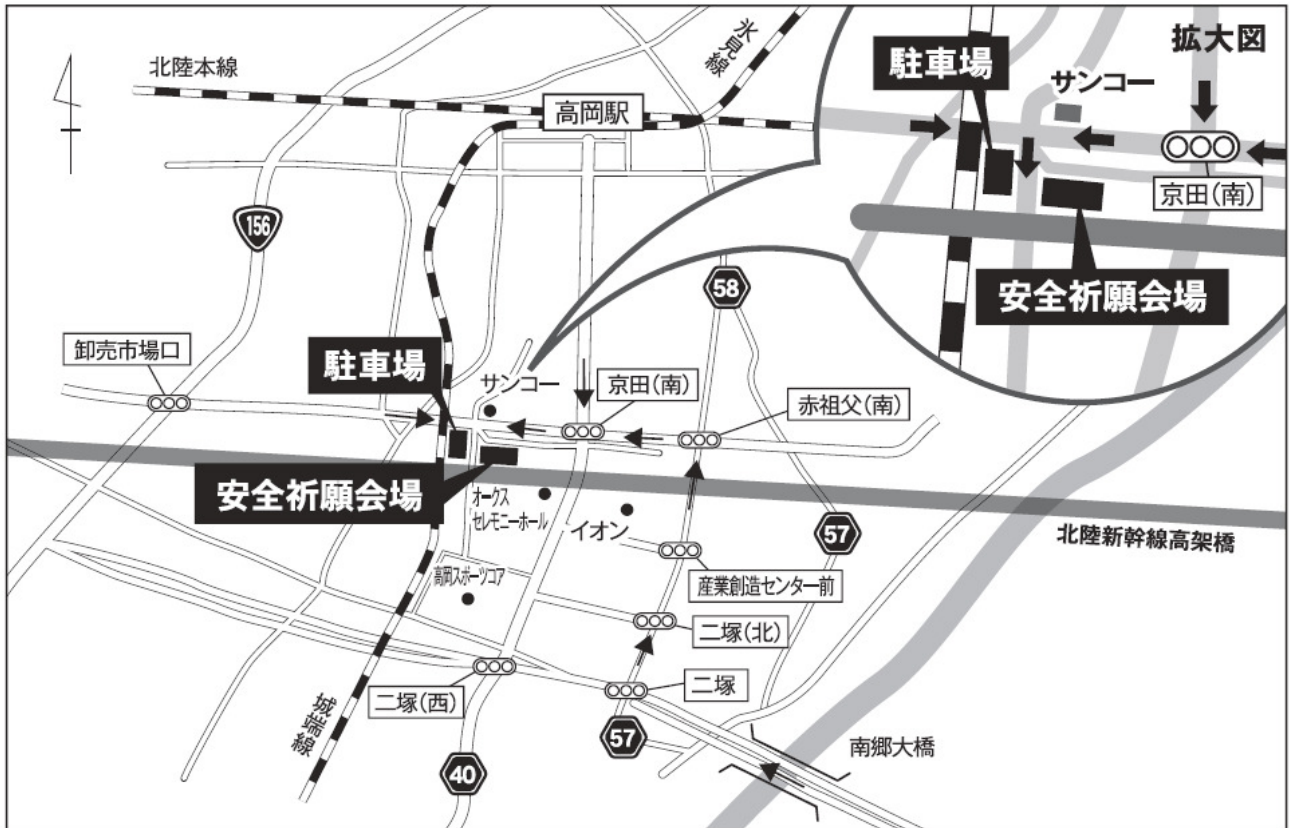 北陸本線
氷見線
高岡駅
156
58
卸売市場口
駐車場
サンコー
京田(南)
赤祖父(南)
安全祈願会場
オークス
セレモニーホール
イオン
57
北陸新幹線高架橋
高岡スポーツコア
産業創造センター前
二塚(北)
二塚(西)
二塚
城端線
57
40
南郷大橋
拡大図
駐車場
サンコー
京田(南)
安全祈願会場